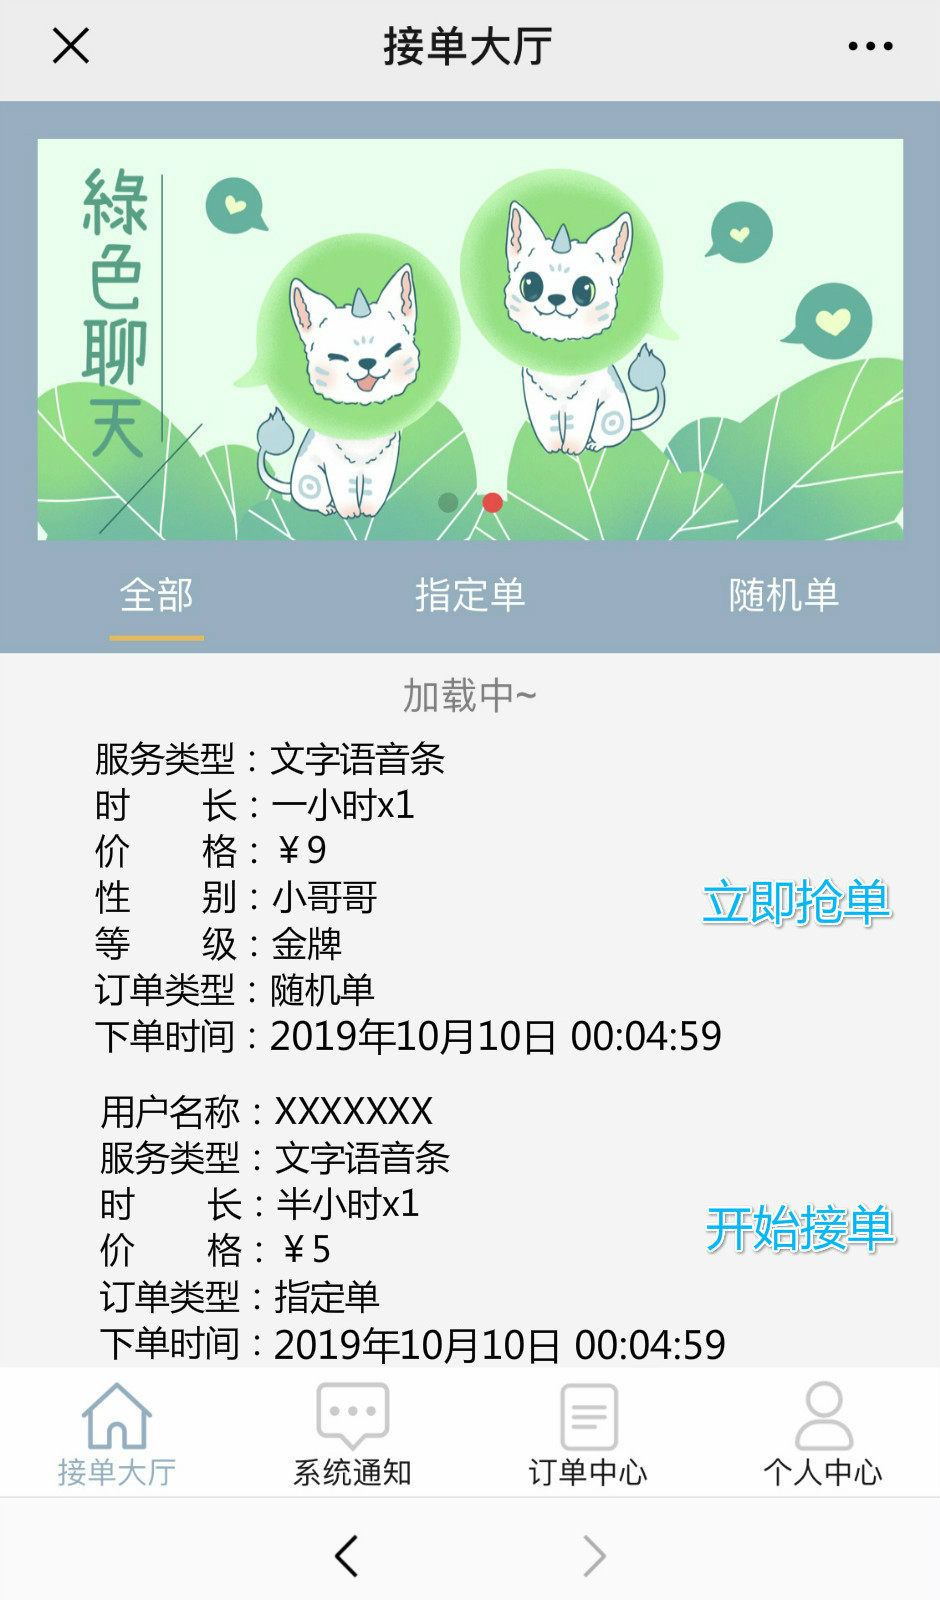 接单大厅
綠色聊天
全部
指定单
随机单
加载中~
服务类型：文字语音条
时 长：一小时x1
价 格：￥9
性 别：小哥哥
等 级：金牌
订单类型：随机单
下单时间：2019年10月10日 00:04:59
立即抢单
用户名称：XXXXXXX
服务类型：文字语音条
时 长：半小时x1
价 格：￥5
订单类型：指定单
下单时间：2019年10月10日 00:04:59
开始接单
接单大厅
系统通知
订单中心
个人中心